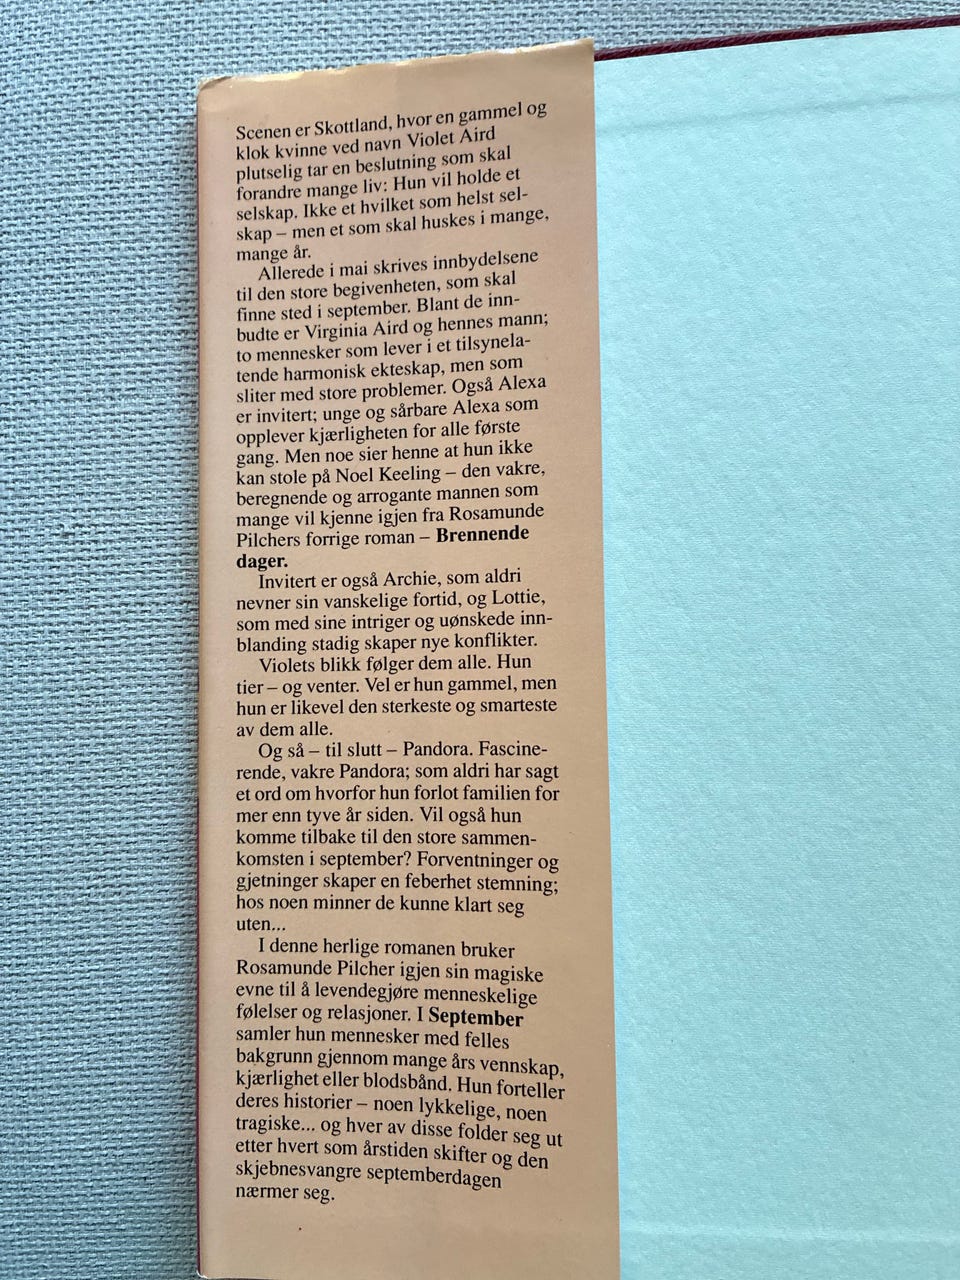 Scenen er Skottland, hvor en gammel og
klok kvinne ved navn Violet Aird
plutselig tar en beslutning som skal
forandre mange liv: Hun vil holde et
selskap. Ikke et hvilket som helst sel-
skap – men et som skal huskes i mange,
mange år.
Allerede i mai skrives innbydelsene
til den store begivenheten, som skal
finne sted i september. Blant de inn-
budte er Virginia Aird og hennes mann;
to mennesker som lever i et tilsynela-
tende harmonisk ekteskap, men som
sliter med store problemer. Også Alexa
er invitert; unge og sårbare Alexa som
opplever kjærligheten for alle første
gang. Men noe sier henne at hun ikke
kan stole på Noel Keeling – den vakre,
beregnende og arrogante mannen som
mange vil kjenne igjen fra Rosamunde
Pilchers forrige roman – Brennende
dager.
Invitert er også Archie, som aldri
nevner sin vanskelige fortid, og Lottie,
som med sine intriger og uønskede inn-
blanding stadig skaper nye konflikter.
Violets blikk følger dem alle. Hun
tier – og venter. Vel er hun gammel, men
hun er likevel den sterkeste og smarteste
av dem alle.
Og så – til slutt – Pandora. Fascine-
rende, vakre Pandora; som aldri har sagt
et ord om hvorfor hun forlot familien for
mer enn tyve år siden. Vil også hun
komme tilbake til den store sammen-
komsten i september? Forventninger og
gjetninger skaper en feberhet stemning;
hos noen minner de kunne klart seg
uten...
I denne herlige romanen bruker
Rosamunde Pilcher igjen sin magiske
evne til å levendegjøre menneskelige
følelser og relasjoner. I September
samler hun mennesker med felles
bakgrunn gjennom mange års vennskap,
kjærlighet eller blodsbånd. Hun forteller
deres historier – noen lykkelige, noen
tragiske... og hver av disse folder seg ut
etter hvert som årstiden skifter og den
skjebnesvangre septemberdagen
nærmer seg.